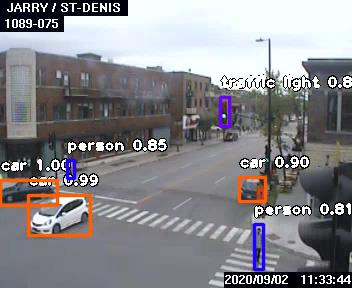 JARRY / ST-DENIS
1089-075
traffic light 0.8
person 0.85
car 0.90
car 1.00
car 0.99
person 0.81
2020/09/02 11:33:44